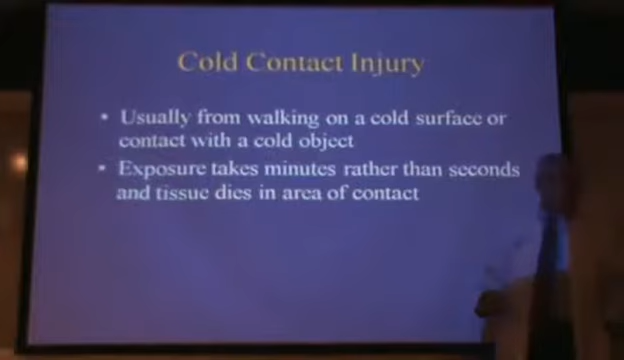 Cold Contact Injury
• Usually from walking on a cold surface or
contact with a cold object
• Exposure takes minutes rather than seconds
and tissue dies in area of contact